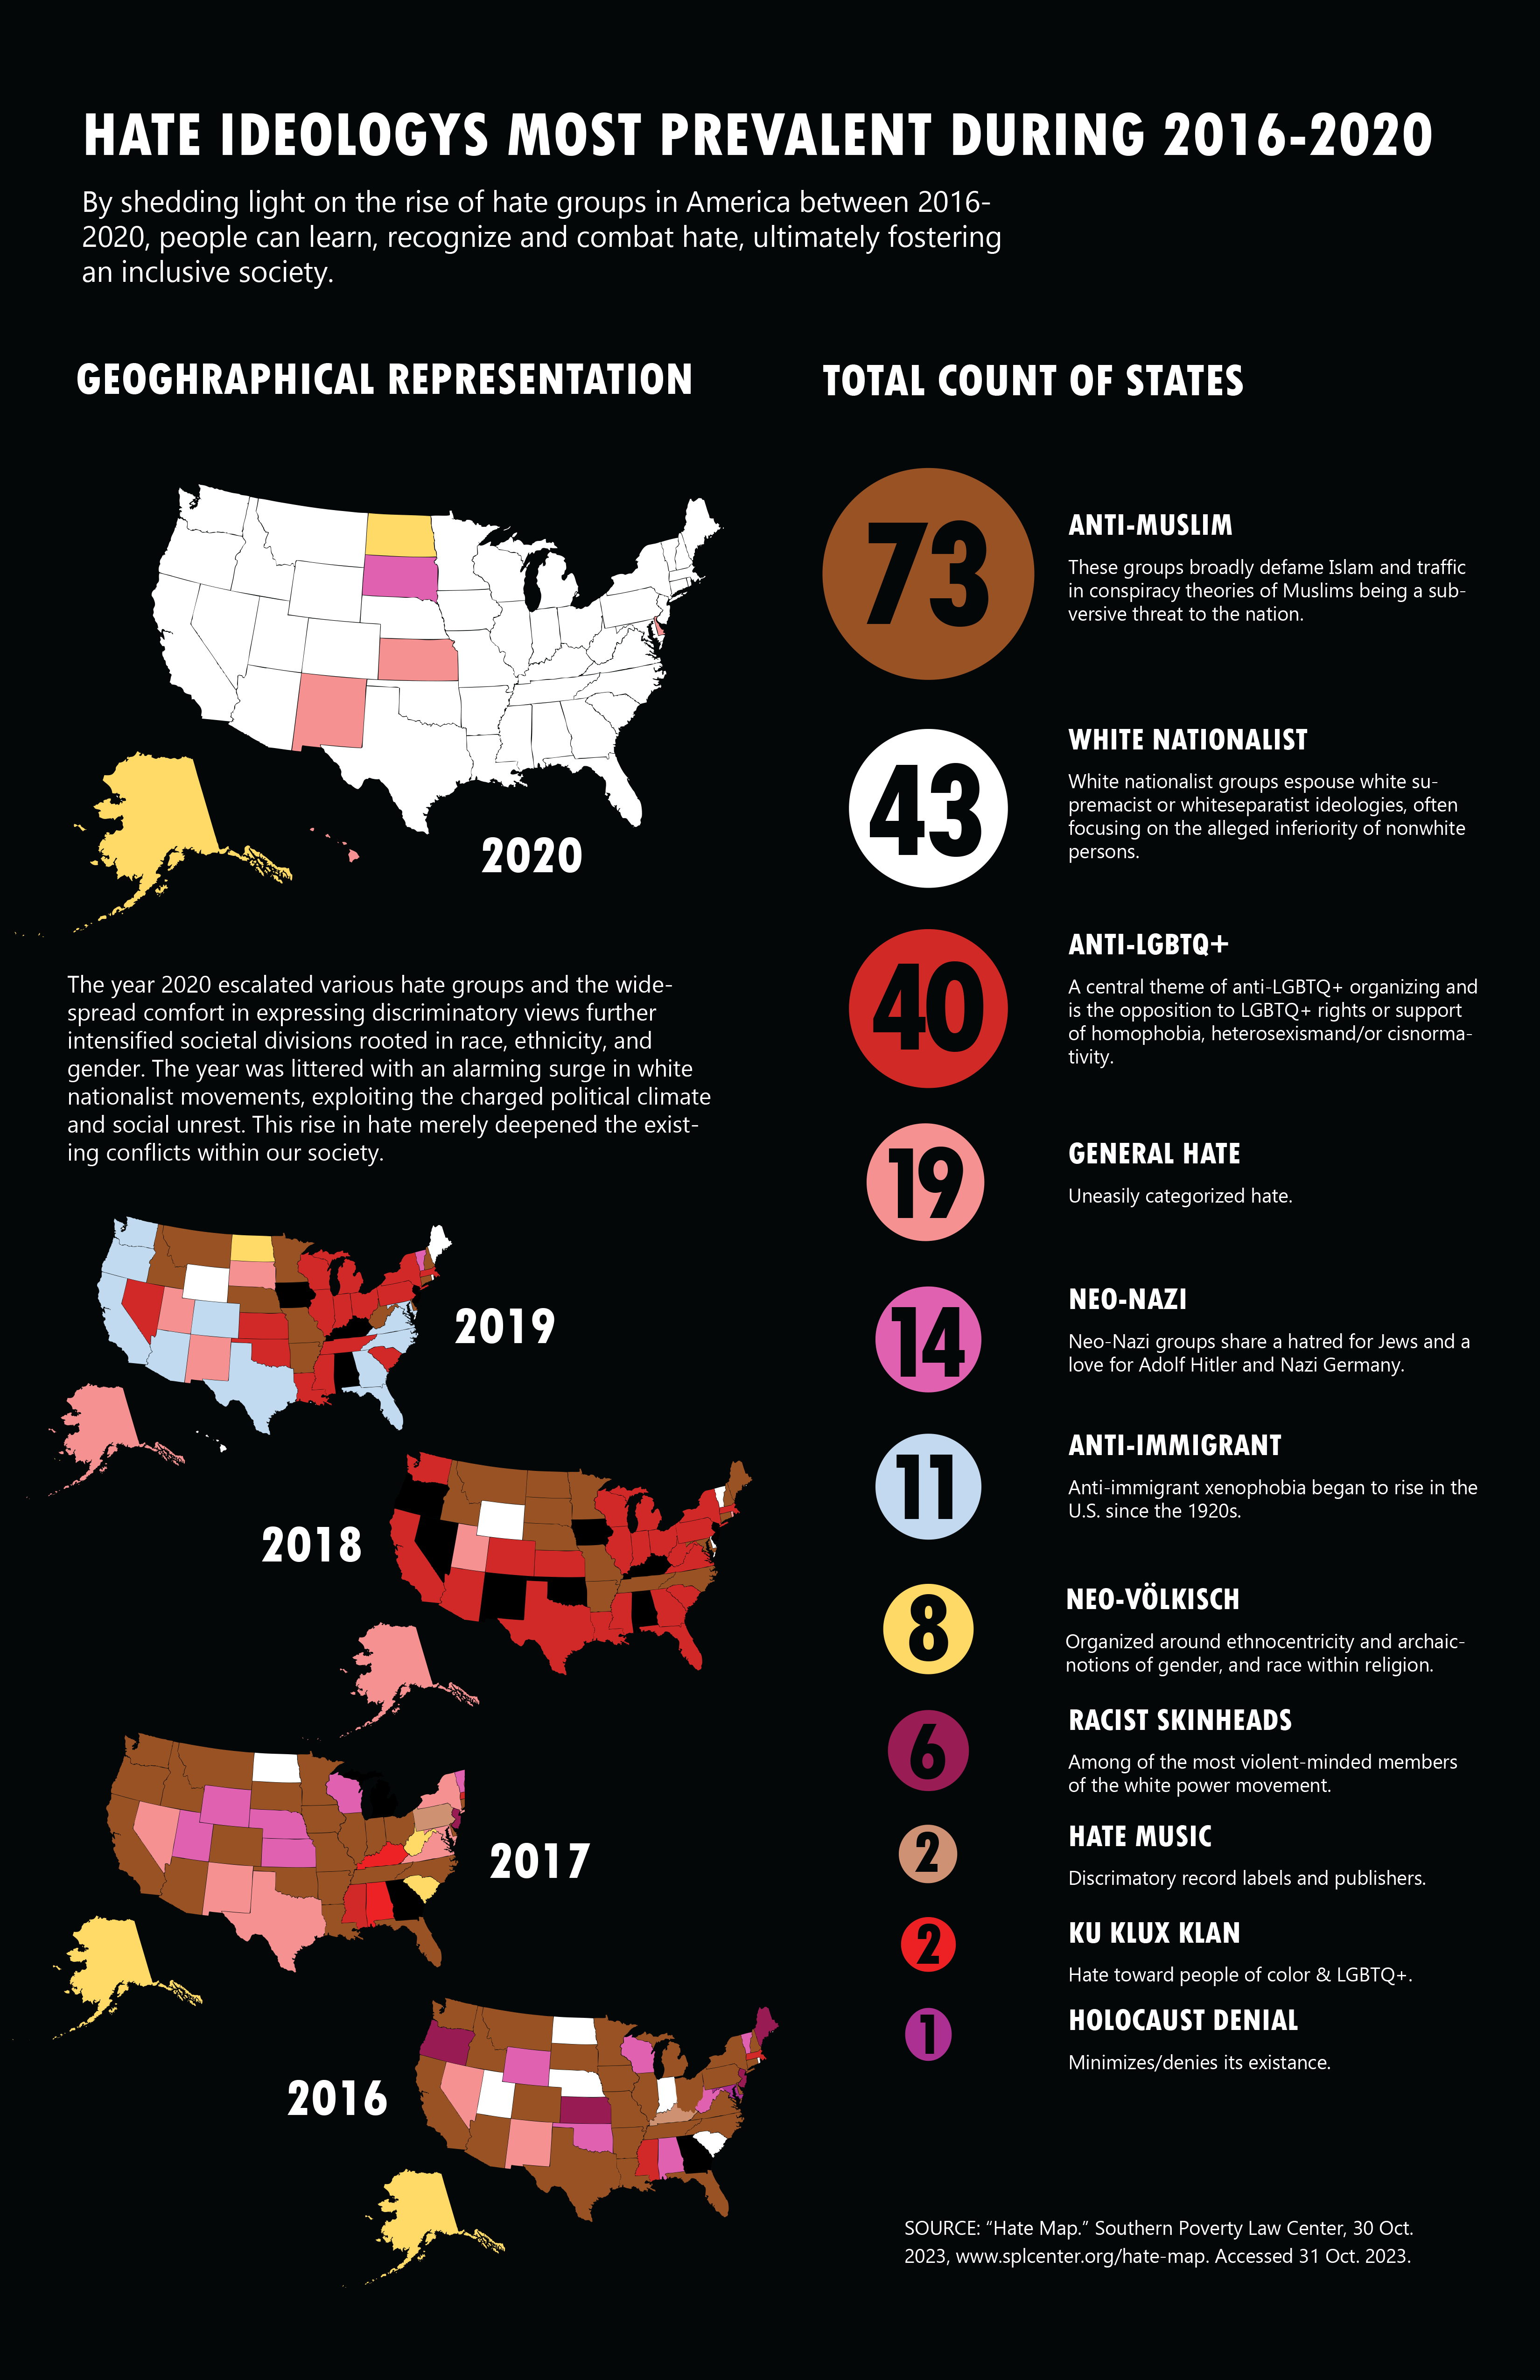 HATE IDEOLOGYS MOST PREVALENT DURING 2016-2020
By shedding light on the rise of hate groups in America between 2016-
2020, people can learn, recognize and combat hate, ultimately fostering
an inclusive society.
GEOGHRAPHICAL REPRESENTATION
2020
The year 2020 escalated various hate groups and the wide-
spread comfort in expressing discriminatory views further
intensified societal divisions rooted in race, ethnicity, and
gender. The year was littered with an alarming surge in white
nationalist movements, exploiting the charged political climate
and social unrest. This rise in hate merely deepened the exist-
ing conflicts within our society.
2019
2018
2017
2016
TOTAL COUNT OF STATES
73
ANTI-MUSLIM
These groups broadly defame Islam and traffic
in conspiracy theories of Muslims being a sub-
versive threat to the nation.
43
WHITE NATIONALIST
White nationalist groups espouse white su-
premacist or whiteseparatist ideologies, often
focusing on the alleged inferiority of nonwhite
persons.
40
ANTI-LGBTQ+
A central theme of anti-LGBTQ+ organizing and
is the opposition to LGBTQ+ rights or support
of homophobia, heterosexismand/or cisnorma-
tivity.
19
GENERAL HATE
Uneasily categorized hate.
14
NEO-NAZI
Neo-Nazi groups share a hatred for Jews and a
love for Adolf Hitler and Nazi Germany.
11
ANTI-IMMIGRANT
Anti-immigrant xenophobia began to rise in the
U.S. since the 1920s.
8
NEO-VÖLKISCH
Organized around ethnocentricity and archaic-
notions of gender, and race within religion.
6
RACIST SKINHEADS
Among of the most violent-minded members
of the white power movement.
2
HATE MUSIC
Discrimatory record labels and publishers.
2
KU KLUX KLAN
Hate toward people of color & LGBTQ+.
1
HOLOCAUST DENIAL
Minimizes/denies its existance.
SOURCE: “Hate Map.” Southern Poverty Law Center, 30 Oct.
2023, www.splcenter.org/hate-map. Accessed 31 Oct. 2023.